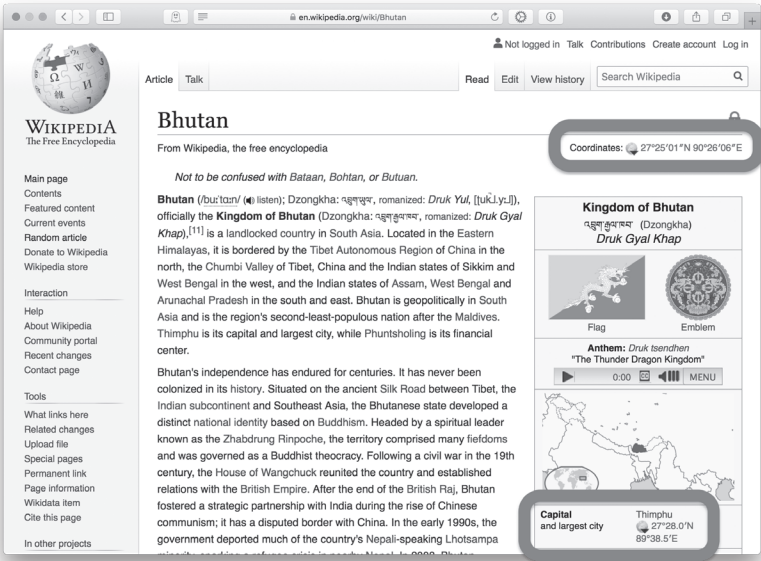 en.wikipedia.org/wiki/Bhutan
Not logged in Talk Contributions Create account Log in
Article Talk Read Edit View history Search Wikipedia
WIKIPEDIA
The Free Encyclopedia
Main page
Contents
Featured content
Current events
Random article
Donate to Wikipedia
Wikipedia store
Interaction
Help
About Wikipedia
Community portal
Recent changes
Contact page
Tools
What links here
Related changes
Upload file
Special pages
Permanent link
Page information
Wikidata item
Cite this page
In other projects
Bhutan
From Wikipedia, the free encyclopedia
Coordinates: 27°25′01″N 90°26′06″E
Not to be confused with Bataan, Bohtan, or Butuan.
Bhutan (/buːˈtɑːn/ (listen); Dzongkha: འབྲུག་ཡུལ་, romanized: Druk Yul,
officially the Kingdom of Bhutan (Dzongkha: འབྲུག་རྒྱལ་ཁབ་, romanized: Druk Gyal
Khap),[11] is a landlocked country in South Asia. Located in the Eastern
Himalayas, it is bordered by the Tibet Autonomous Region of China in the
north, the Chumbi Valley of Tibet, China and the Indian states of Sikkim and
West Bengal in the west, and the Indian states of Assam, West Bengal and
Arunachal Pradesh in the south and east. Bhutan is geopolitically in South
Asia and is the region's second-least-populous nation after the Maldives.
Thimphu is its capital and largest city, while Phuntsholing is its financial
center.
Bhutan's independence has endured for centuries. It has never been
colonized in its history. Situated on the ancient Silk Road between Tibet, the
Indian subcontinent and Southeast Asia, the Bhutanese state developed a
distinct national identity based on Buddhism. Headed by a spiritual leader
known as the Zhabdrung Rinpoche, the territory comprised many fiefdoms
and was governed as a Buddhist theocracy. Following a civil war in the 19th
century, the House of Wangchuck reunited the country and established
relations with the British Empire. After the end of the British Raj, Bhutan
fostered a strategic partnership with India during the rise of Chinese
communism; it has a disputed border with China. In the early 1990s, the
government deported much of the country's Nepali-speaking Lhotsampa
Kingdom of Bhutan
འབྲུག་རྒྱལ་ཁབ་ (Dzongkha)
Druk Gyal Khap
Flag Emblem
Anthem: Druk tsendhen
"The Thunder Dragon Kingdom"
0:00 CC MENU
Capital Thimphu
and largest city 27°28.0′N
89°38.5′E